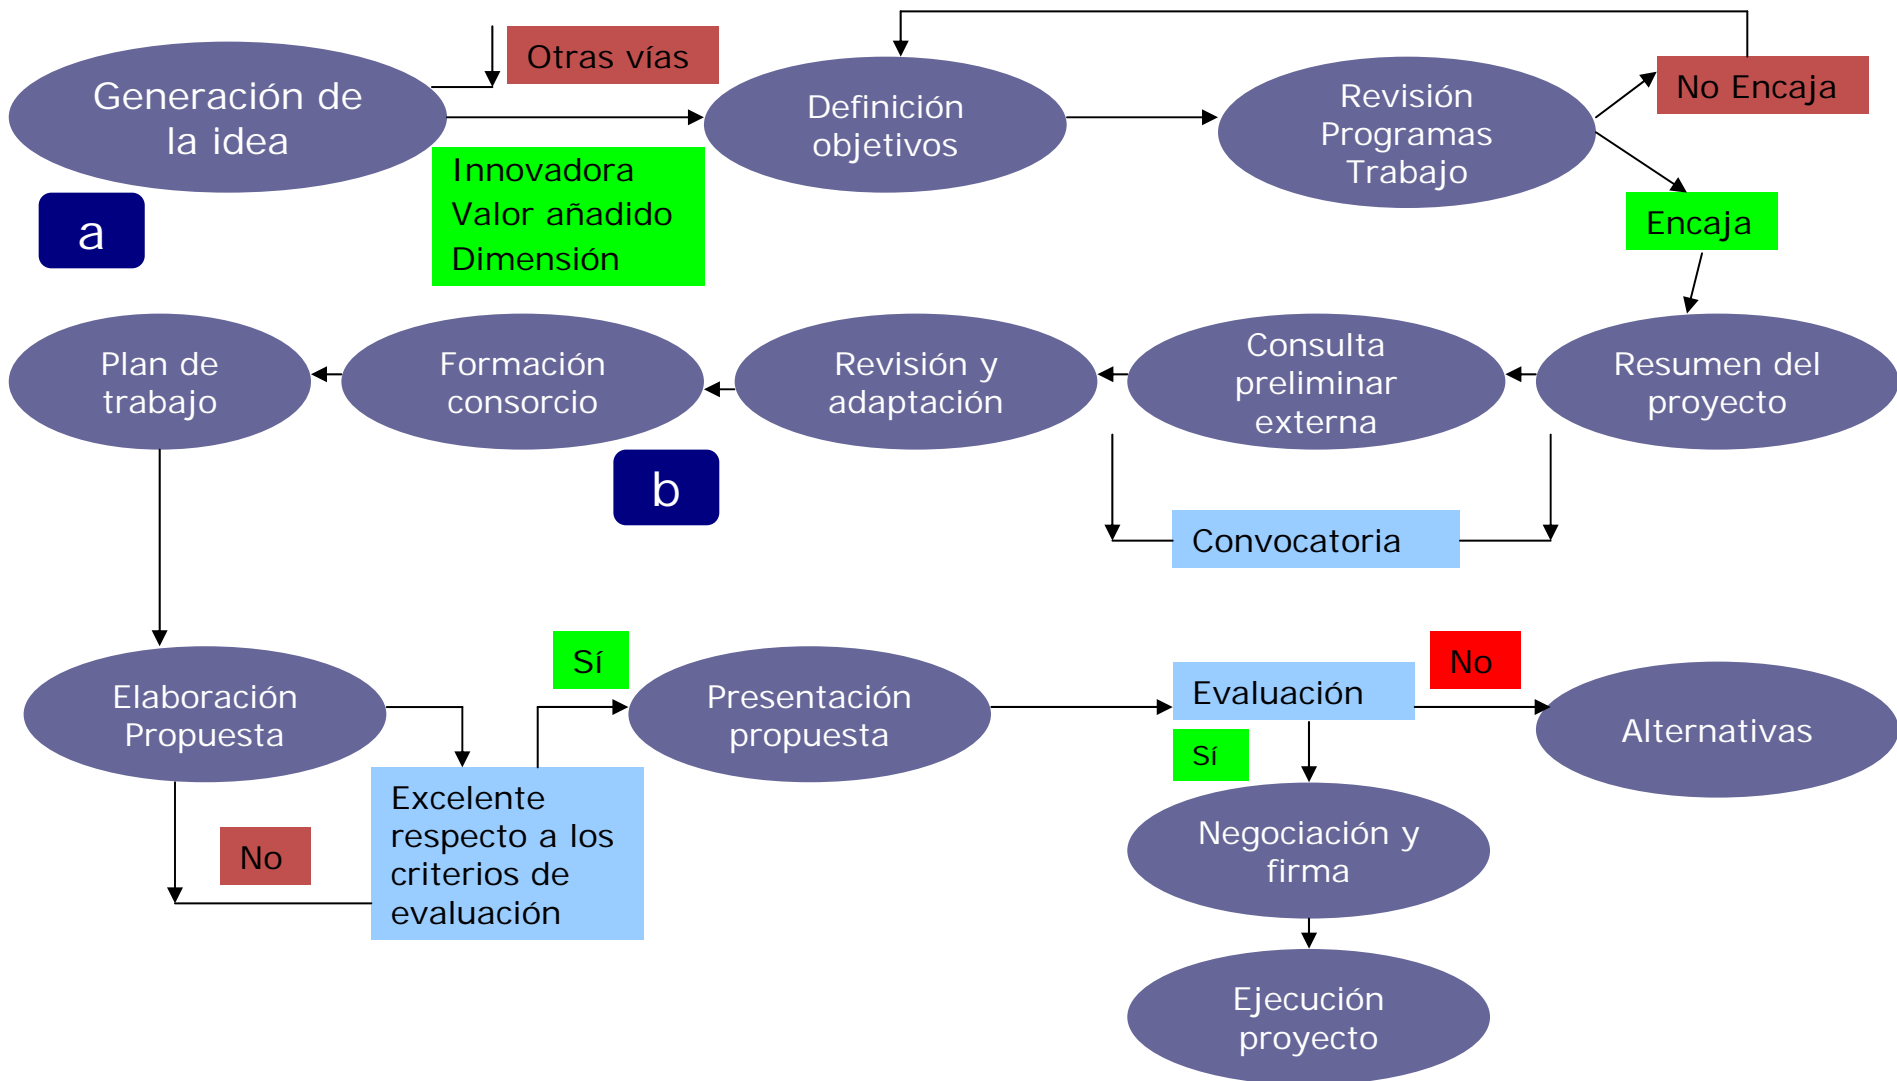 Generación de
la idea
Otras vías
Definición
objetivos
Revisión
Programas
Trabajo
No Encaja
a
Innovadora
Valor añadido
Dimensión
Encaja
Plan de
trabajo
Formación
consorcio
Revisión y
adaptación
Consulta
preliminar
externa
Resumen del
proyecto
b
Convocatoria
Elaboración
Propuesta
Sí
Presentación
propuesta
Evaluación
No
Alternativas
Sí
No
Excelente
respecto a los
criterios de
evaluación
Negociación y
firma
Ejecución
proyecto